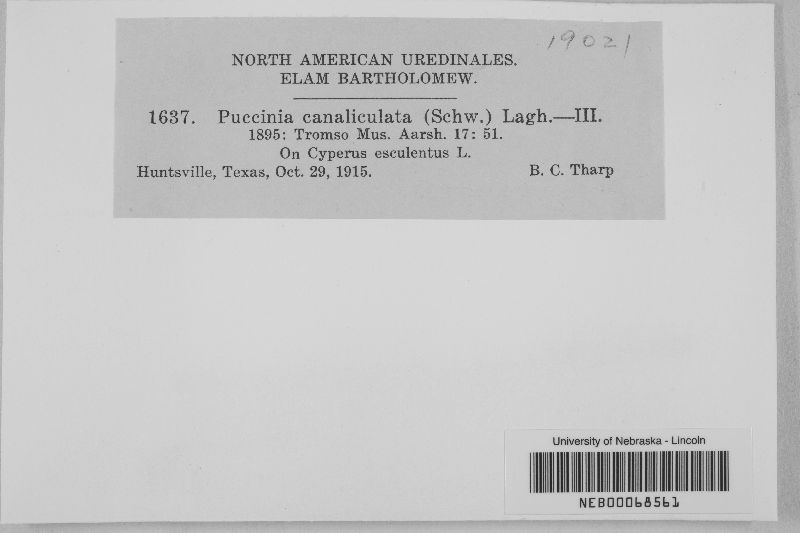 19021
NORTH AMERICAN UREDINALES.
ELAM BARTHOLOMEW.
1637. Puccinia canaliculata (Schw.) Lagh.—III.
1895: Tromso Mus. Aarsh. 17: 51.
On Cyperus esculentus L.
Huntsville, Texas, Oct. 29, 1915. B. C. Tharp
University of Nebraska - Lincoln
NEB00068561